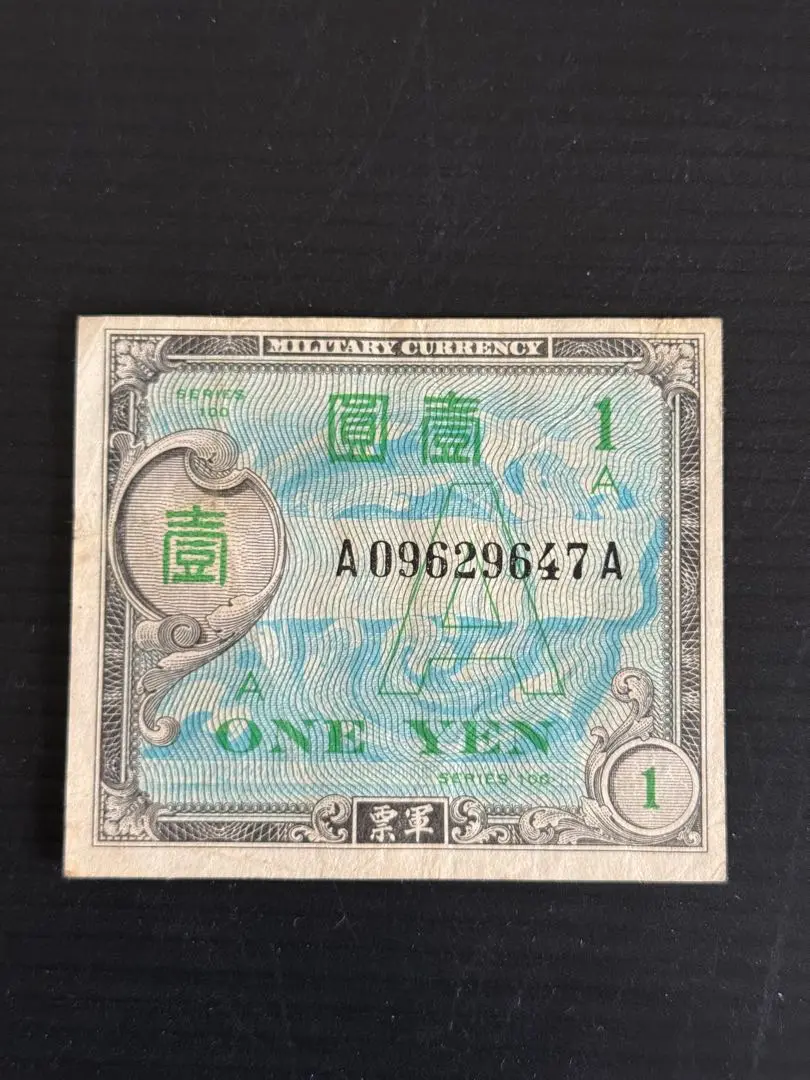 MILITARY CURRENCY
SERIES
100
圓壹
1
A
壹
A
A09629647A
A
ONE YEN
SERIES 100
1
票軍